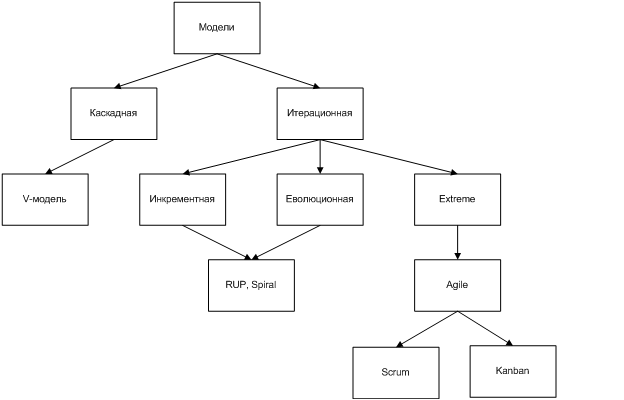 Модели
Каскадная
Итерационная
V-модель
Инкрементная
Еволюционная
Extreme
RUP, Spiral
Agile
Scrum
Kanban